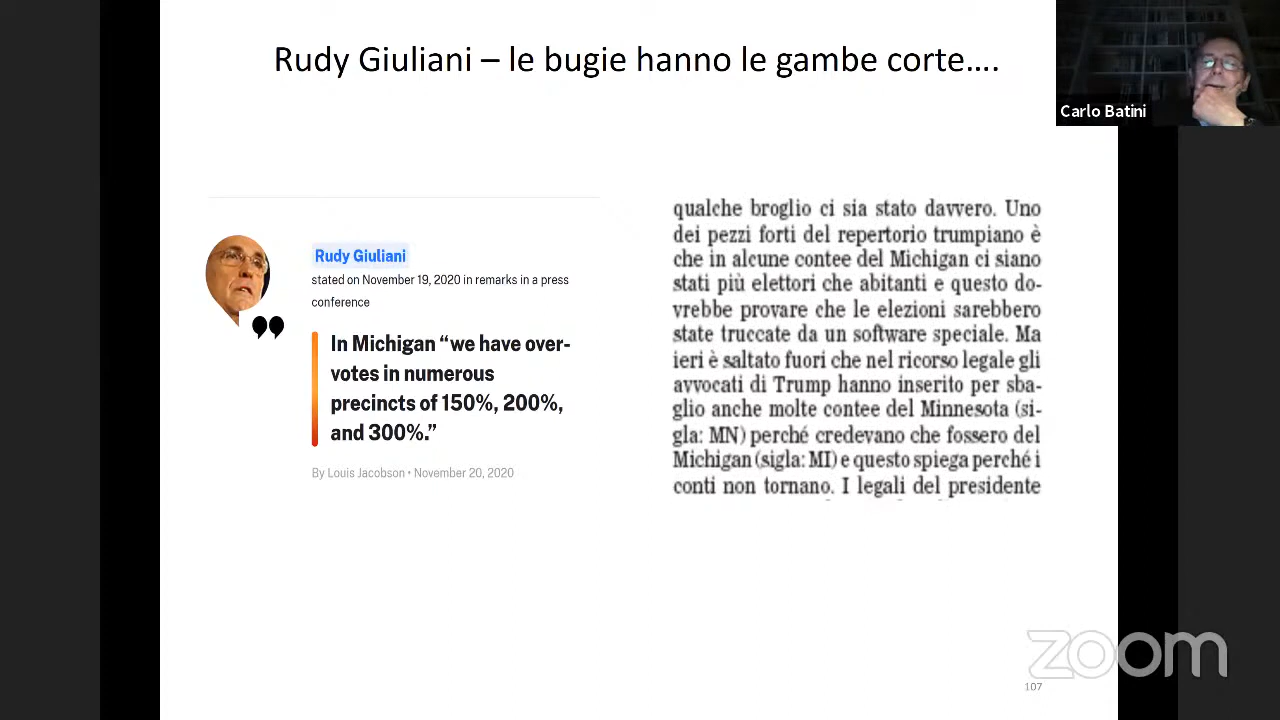 Rudy Giuliani – le bugie hanno le gambe corte….
Carlo Batini
Rudy Giuliani
stated on November 19, 2020 in remarks in a press
conference
In Michigan “we have over-
votes in numerous
precincts of 150%, 200%,
and 300%.”
By Louis Jacobson • November 20, 2020
qualche broglio ci sia stato davvero. Uno
dei pezzi forti del repertorio trumpiano è
che in alcune contee del Michigan ci siano
stati più elettori che abitanti e questo do-
vrebbe provare che le elezioni sarebbero
state truccate da un software speciale. Ma
ieri è saltato fuori che nel ricorso legale gli
avvocati di Trump hanno inserito per sba-
glio anche molte contee del Minnesota (si-
gla: MN) perché credevano che fossero del
Michigan (sigla: MI) e questo spiega perché i
conti non tornano. I legali del presidente
zoom
107